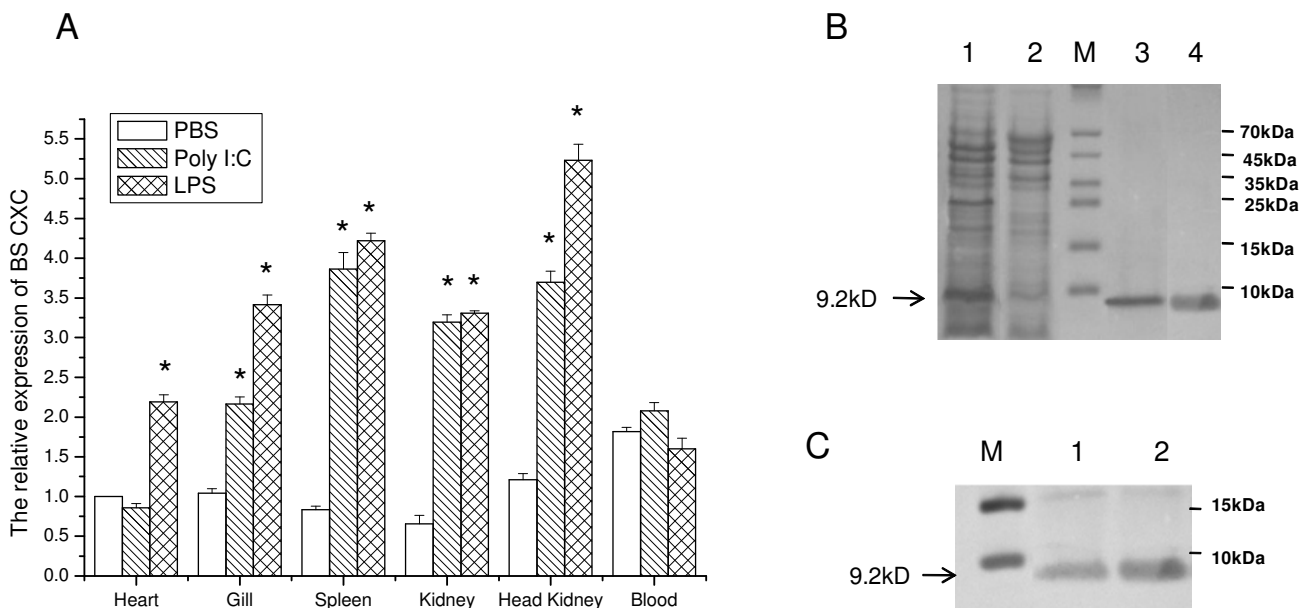 A
The relative expression of BS CXC
5.5
5.0
4.5
4.0
3.5
3.0
2.5
2.0
1.5
1.0
0.5
0.0
PBS
Poly I:C
LPS
*
* *
* *
* *
* *
Heart Gill Spleen Kidney Head Kidney Blood
B
1 2 M 3 4
70kDa
45kDa
35kDa
25kDa
15kDa
10kDa
9.2kD
C
M 1 2
15kDa
10kDa
9.2kD